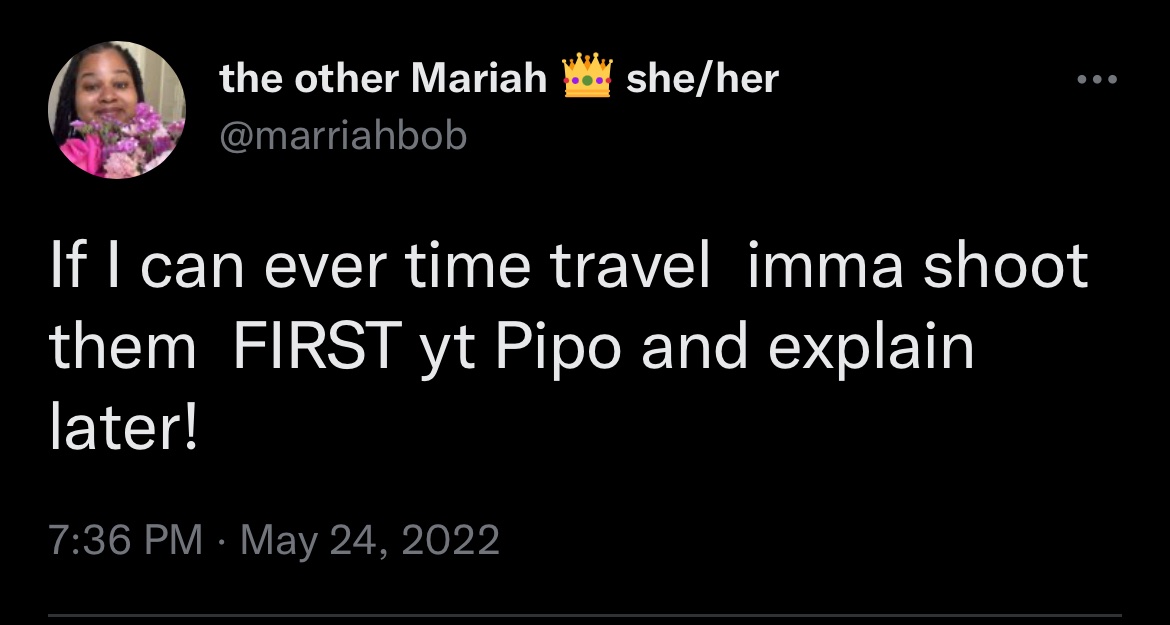 the other Mariah 👑 she/her
@marriahbob
If I can ever time travel  imma shoot
them  FIRST yt Pipo and explain
later!
7:36 PM · May 24, 2022